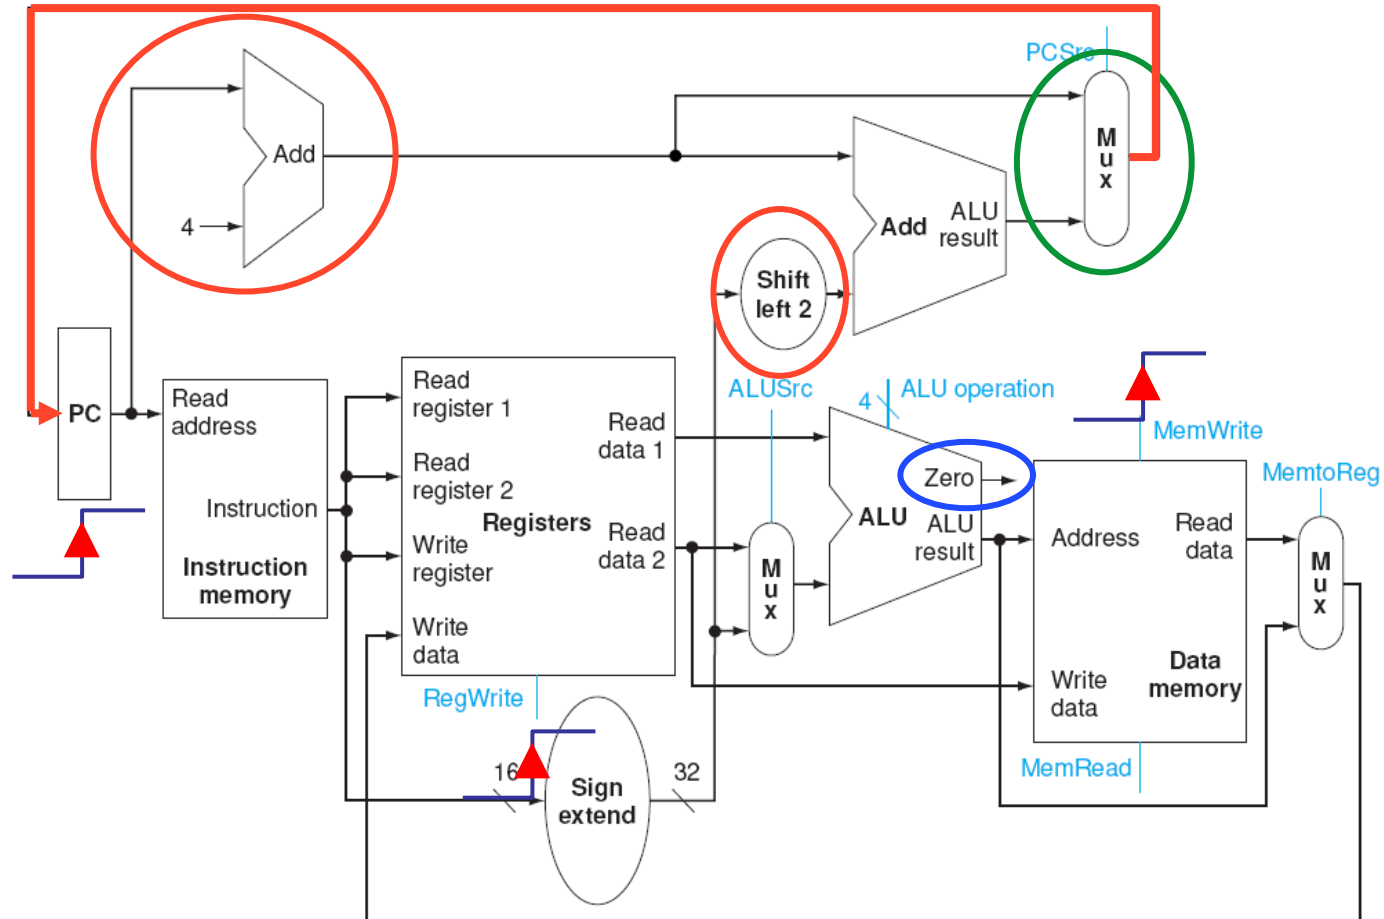 PCSrc
Add
4
M
u
x
ALU
result
Add
Shift
left 2
PC
Read
address
Instruction
Instruction
memory
Read
register 1
Read
register 2
Write
register
Write
data
Registers
Read
data 1
Read
data 2
RegWrite
16
Sign
extend
32
ALUSrc
M
u
x
4
ALU operation
Zero
ALU
ALU
result
MemWrite
Address
Read
data
Write
data
Data
memory
MemRead
MemtoReg
M
u
x